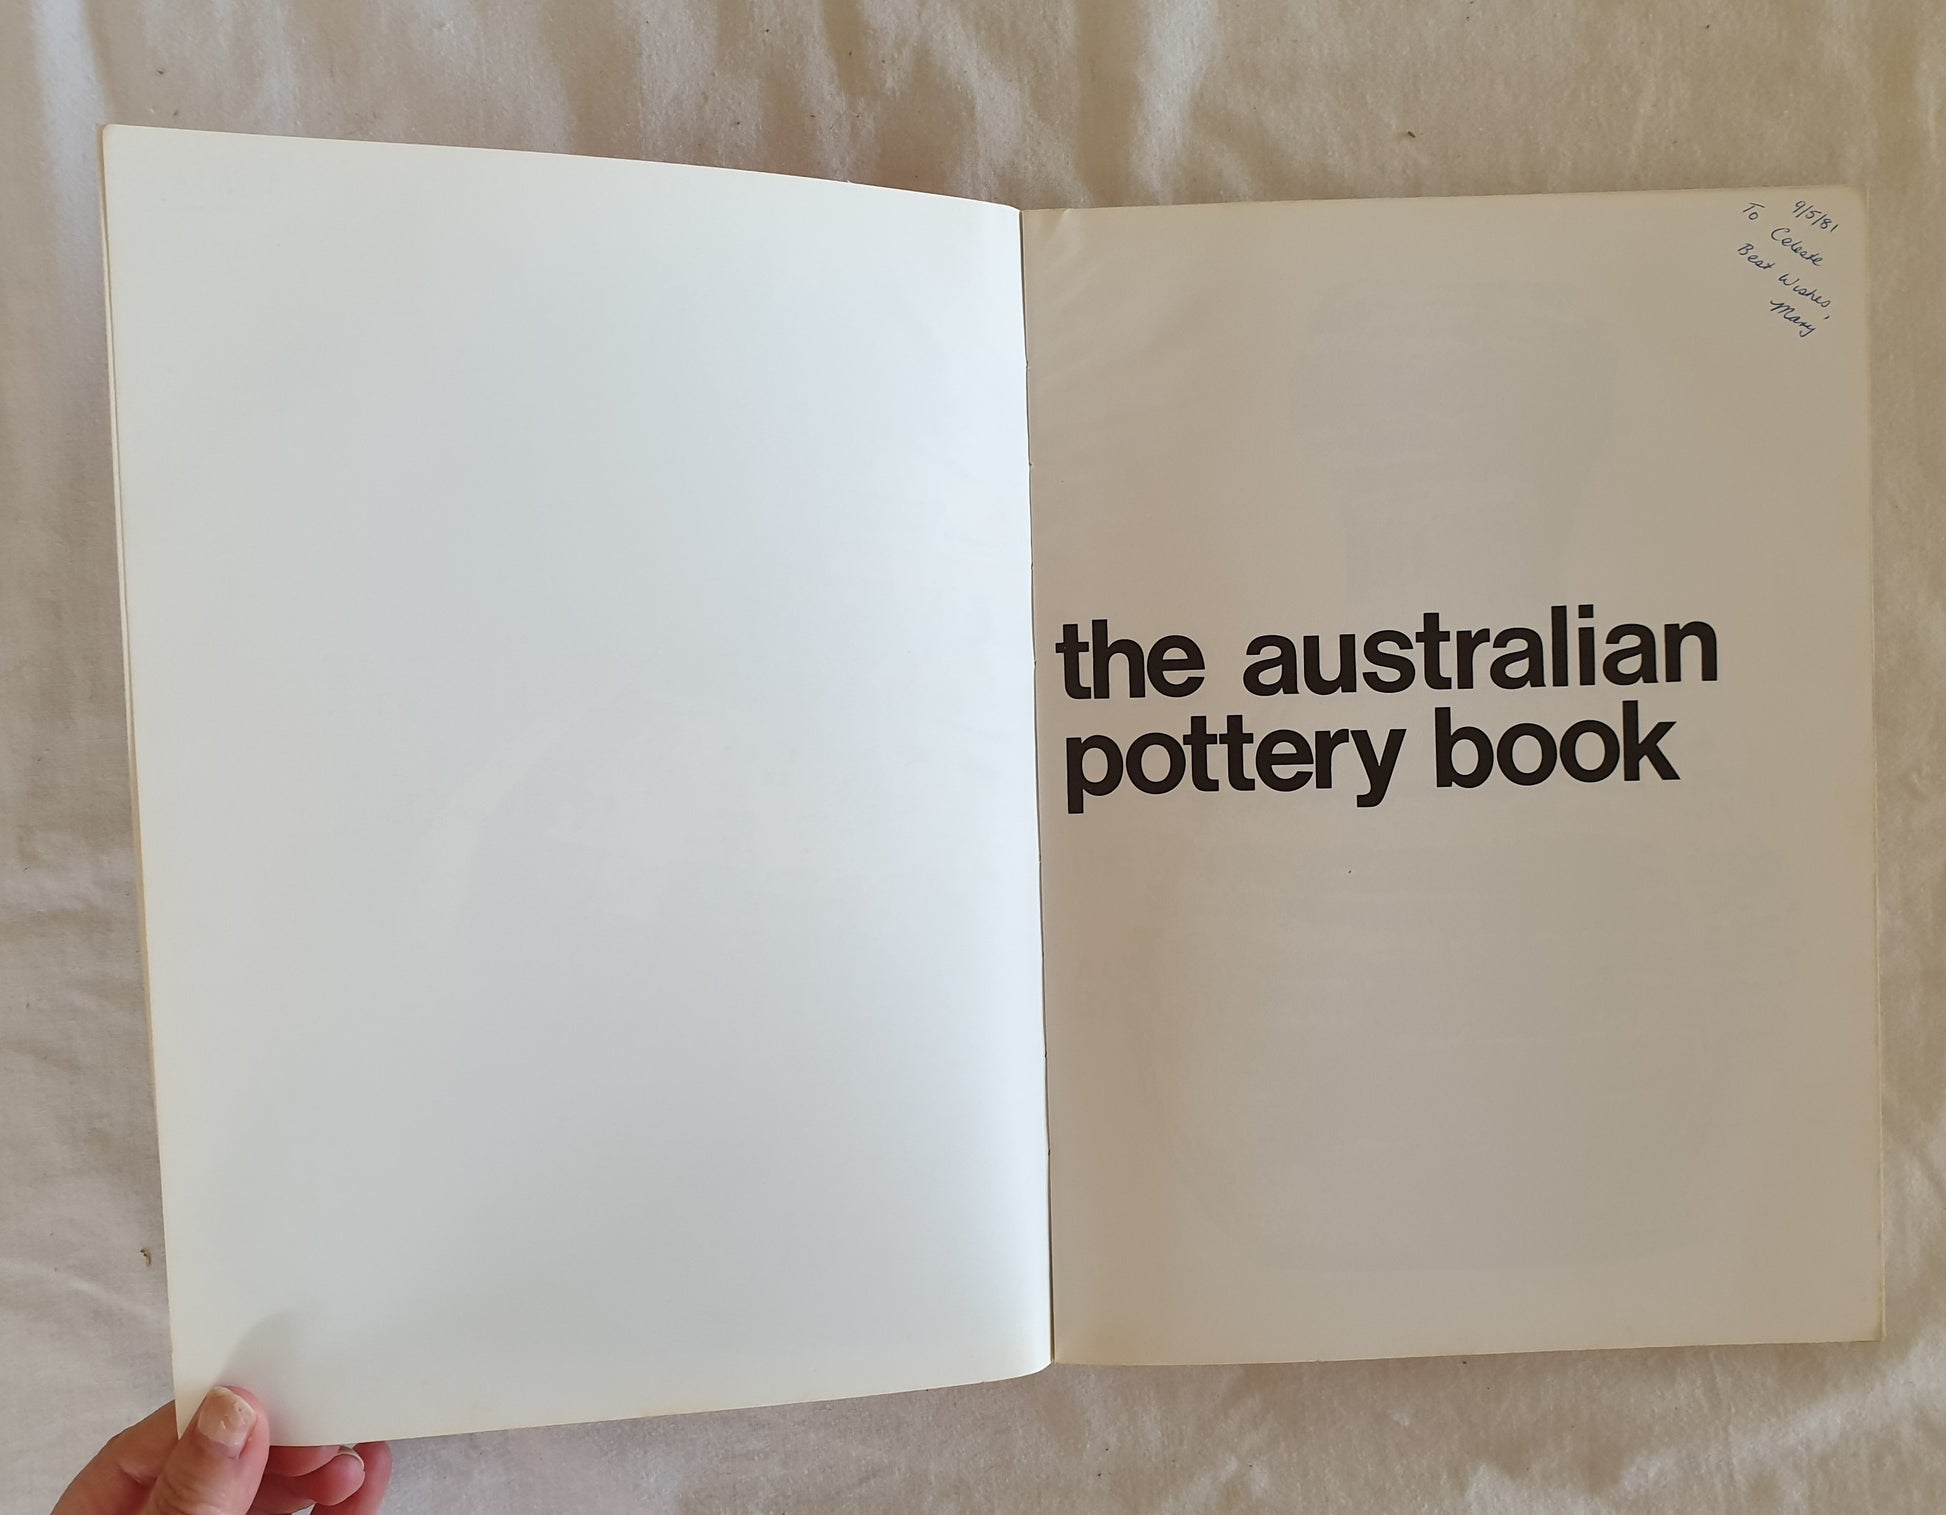 9/5/81
To Celeste
Best Wishes,
Mary
the australian
pottery book